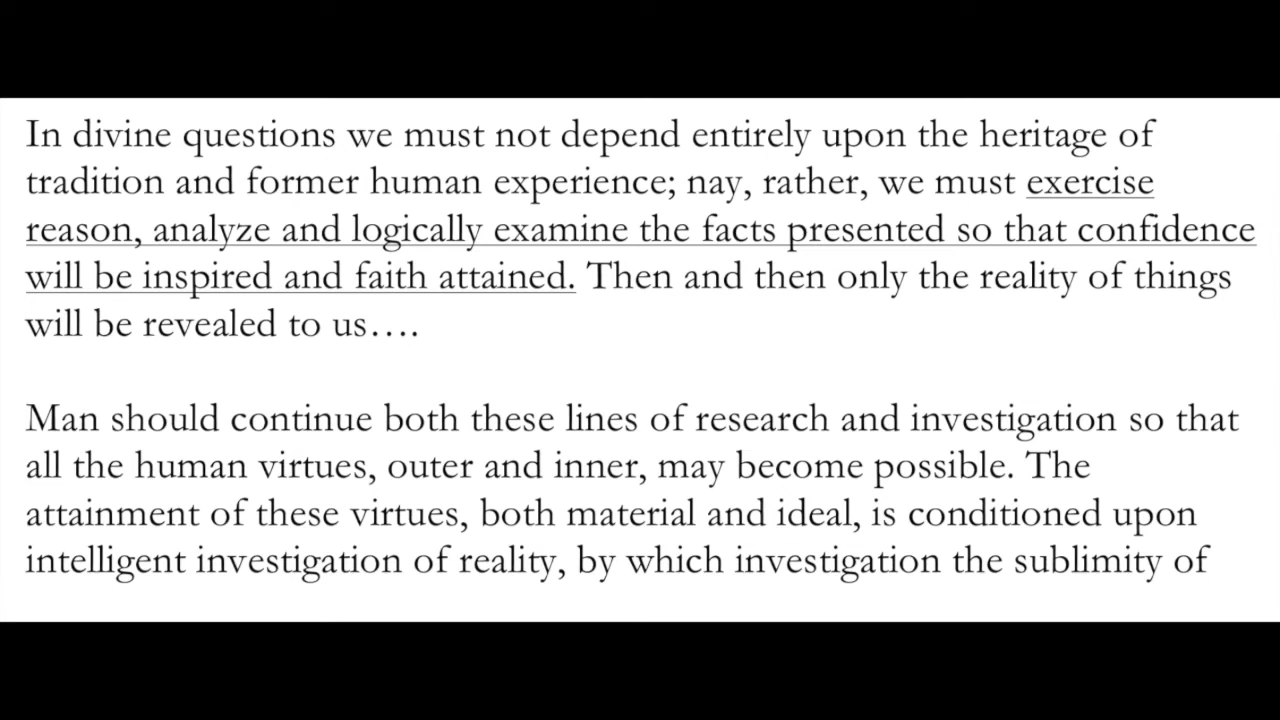 In divine questions we must not depend entirely upon the heritage of
tradition and former human experience; nay, rather, we must exercise
reason, analyze and logically examine the facts presented so that confidence
will be inspired and faith attained. Then and then only the reality of things
will be revealed to us….
Man should continue both these lines of research and investigation so that
all the human virtues, outer and inner, may become possible. The
attainment of these virtues, both material and ideal, is conditioned upon
intelligent investigation of reality, by which investigation the sublimity of